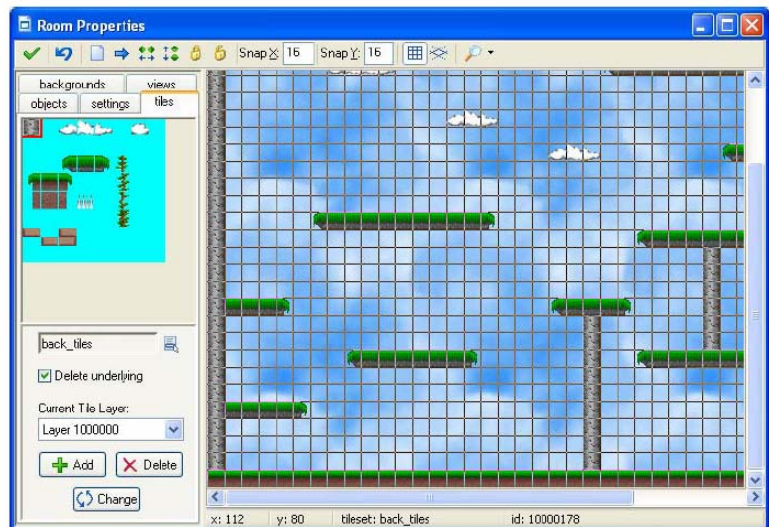 Room Properties
Snap X: 16 Snap Y: 16
backgrounds views
objects settings tiles
back_tiles
Delete underlying
Current Tile Layer:
Layer 1000000
Add Delete
Change
x: 112 y: 80 tileset: back_tiles id: 10000178